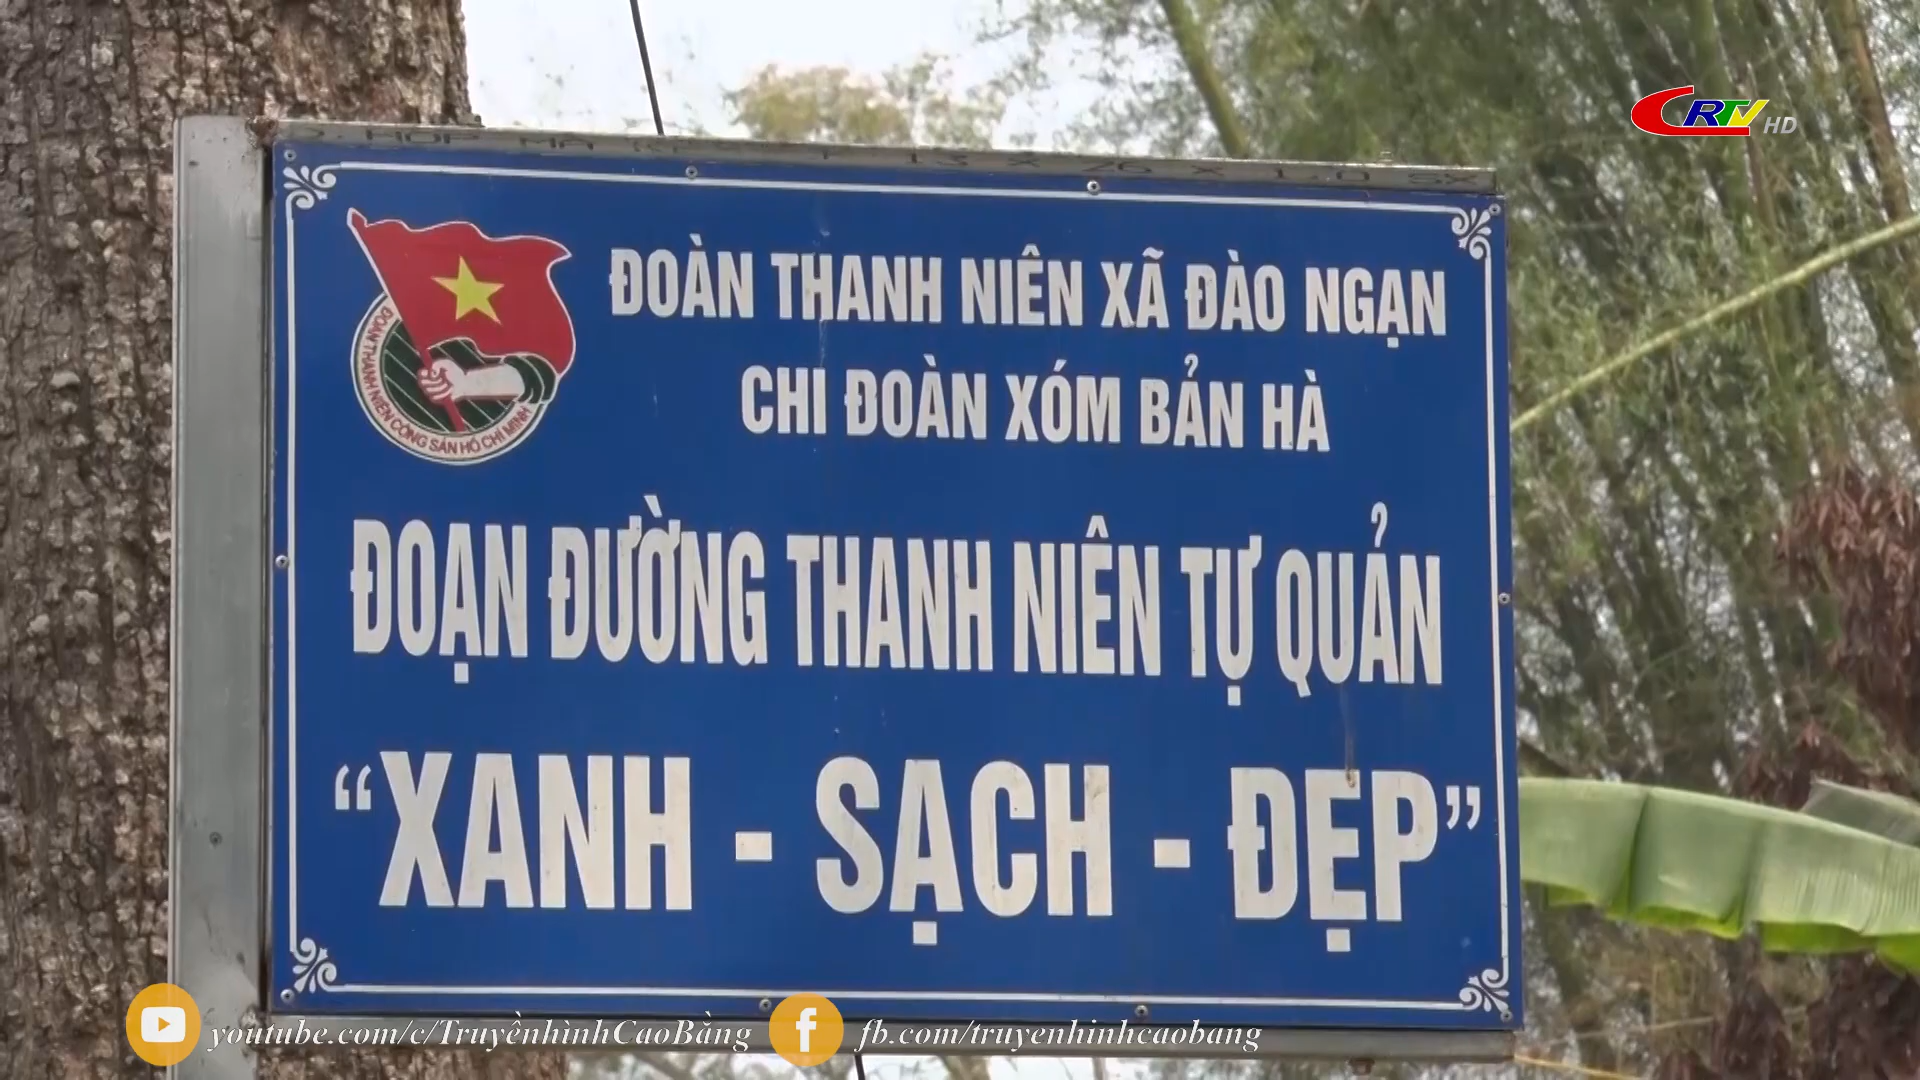 CRTV HD
ĐOÀN THANH NIÊN XÃ ĐÀO NGẠN
CHI ĐOÀN XÓM BẢN HÀ
ĐOÀN THANH NIÊN CỘNG SẢN HỒ CHÍ MINH
ĐOẠN ĐƯỜNG THANH NIÊN TỰ QUẢN
“XANH - SẠCH - ĐẸP”
youtube.com/c/TruyềnhìnhCaoBằng
fb.com/truyenhinhcaobang